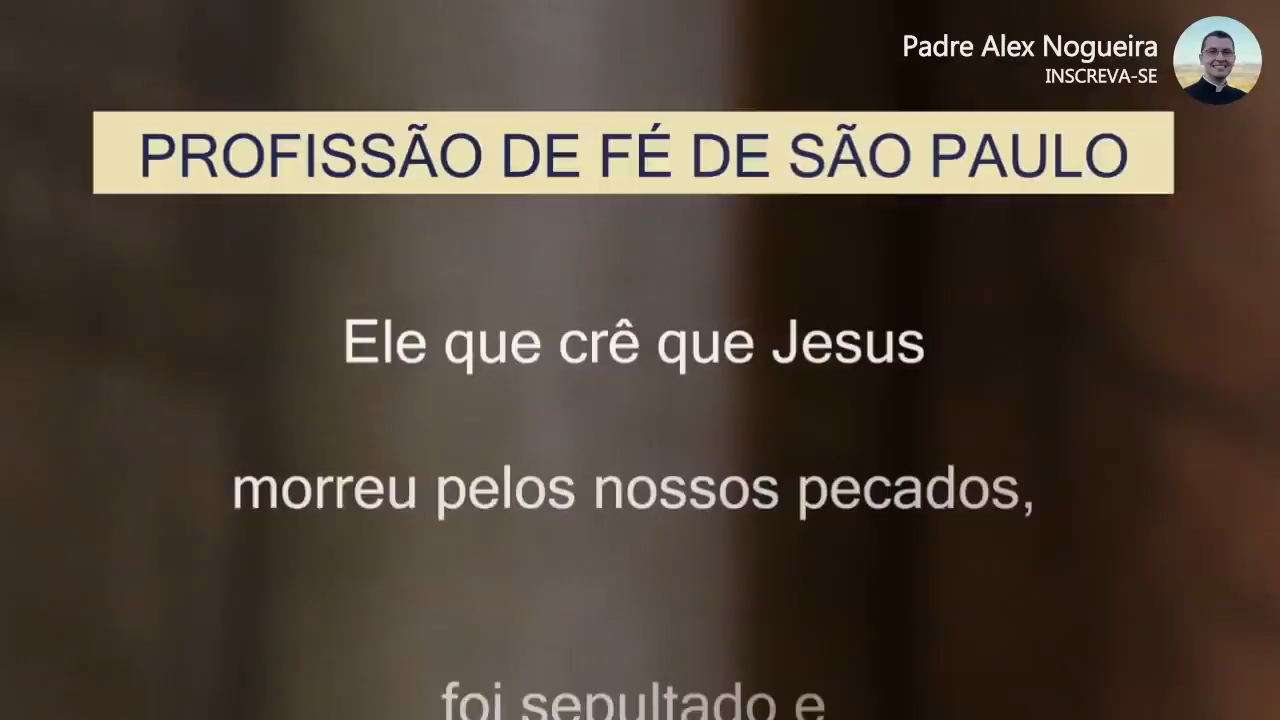 Padre Alex Nogueira
INSCREVA-SE
PROFISSÃO DE FÉ DE SÃO PAULO
Ele que crê que Jesus
morreu pelos nossos pecados,
foi sepultado e